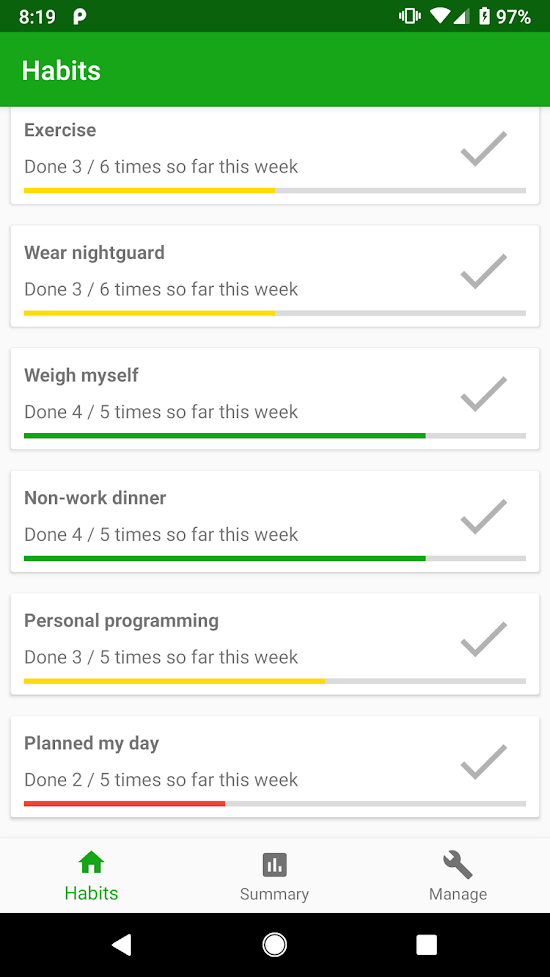 8:19 97%
Habits
Exercise
Done 3 / 6 times so far this week
Wear nightguard
Done 3 / 6 times so far this week
Weigh myself
Done 4 / 5 times so far this week
Non-work dinner
Done 4 / 5 times so far this week
Personal programming
Done 3 / 5 times so far this week
Planned my day
Done 2 / 5 times so far this week
Habits Summary Manage